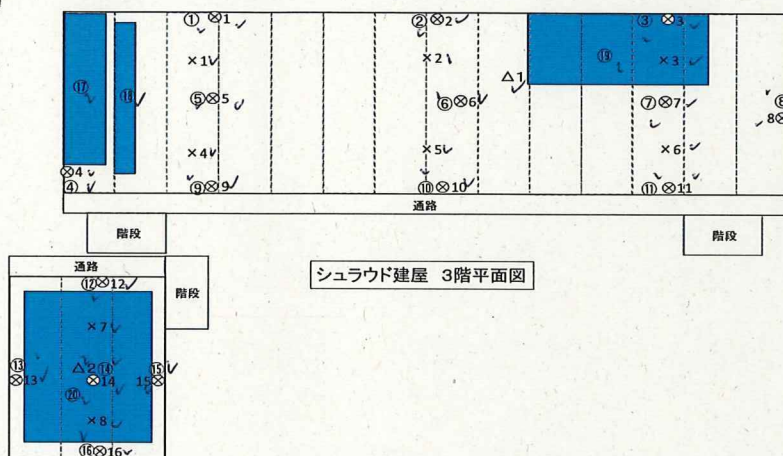 ① ⊗1 ② ⊗2 ③ ⊗3
×1 ×2 ⑲ ×3
⑰ ⑱ △1
⑤⊗5 ⑥⊗6 ⑦⊗7 8⊗
×4 ×5 ×6
⊗4
④ ⑨⊗9 ⑩⊗10 ⑪⊗11
通路
階段 階段
通路
シュラウド建屋 3階平面図
⑫⊗12 階段
×7
⑬ △2 ⑭ ⑮
⊗13 ⊗14 15⊗
⑳
×8
⑯⊗16